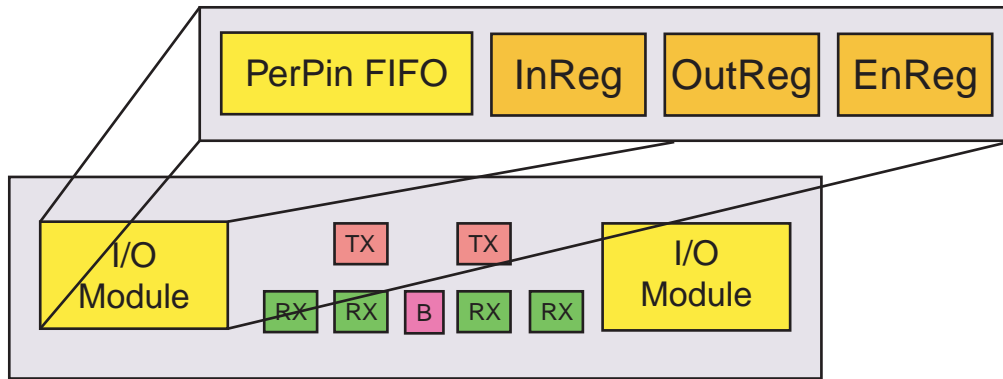 PerPin FIFO
InReg
OutReg
EnReg
I/O
Module
TX
TX
I/O
Module
RX
RX
B
RX
RX